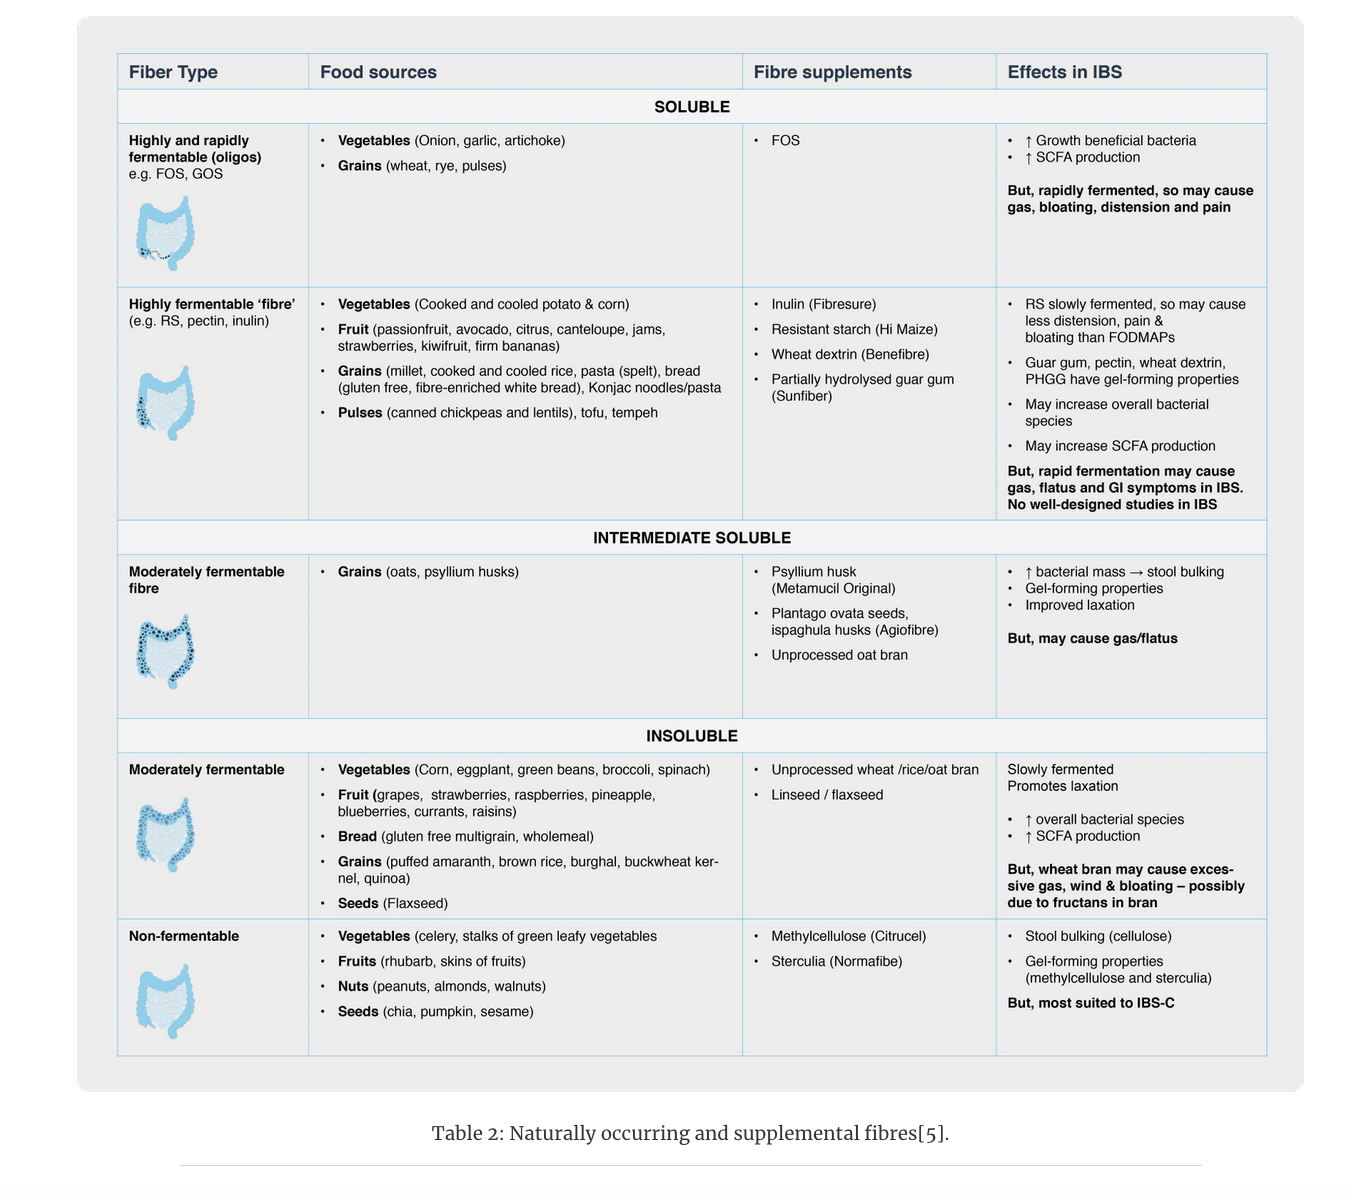 Fiber Type
Food sources
Fibre supplements
Effects in IBS
SOLUBLE
Highly and rapidly
fermentable (oligos)
e.g. FOS, GOS
• Vegetables (Onion, garlic, artichoke)
• Grains (wheat, rye, pulses)
• FOS
• ↑ Growth beneficial bacteria
• ↑ SCFA production
But, rapidly fermented, so may cause
gas, bloating, distension and pain
Highly fermentable ‘fibre’
(e.g. RS, pectin, inulin)
• Vegetables (Cooked and cooled potato & corn)
• Fruit (passionfruit, avocado, citrus, canteloupe, jams,
strawberries, kiwifruit, firm bananas)
• Grains (millet, cooked and cooled rice, pasta (spelt), bread
(gluten free, fibre-enriched white bread), Konjac noodles/pasta
• Pulses (canned chickpeas and lentils), tofu, tempeh
• Inulin (Fibresure)
• Resistant starch (Hi Maize)
• Wheat dextrin (Benefibre)
• Partially hydrolysed guar gum
(Sunfiber)
• RS slowly fermented, so may cause
less distension, pain &
bloating than FODMAPs
• Guar gum, pectin, wheat dextrin,
PHGG have gel-forming properties
• May increase overall bacterial
species
• May increase SCFA production
But, rapid fermentation may cause
gas, flatus and GI symptoms in IBS.
No well-designed studies in IBS
INTERMEDIATE SOLUBLE
Moderately fermentable
fibre
• Grains (oats, psyllium husks)
• Psyllium husk
(Metamucil Original)
• Plantago ovata seeds,
ispaghula husks (Agiofibre)
• Unprocessed oat bran
• ↑ bacterial mass → stool bulking
• Gel-forming properties
• Improved laxation
But, may cause gas/flatus
INSOLUBLE
Moderately fermentable
• Vegetables (Corn, eggplant, green beans, broccoli, spinach)
• Fruit (grapes, strawberries, raspberries, pineapple,
blueberries, currants, raisins)
• Bread (gluten free multigrain, wholemeal)
• Grains (puffed amaranth, brown rice, burghal, buckwheat ker-
nel, quinoa)
• Seeds (Flaxseed)
• Unprocessed wheat /rice/oat bran
• Linseed / flaxseed
Slowly fermented
Promotes laxation
• ↑ overall bacterial species
• ↑ SCFA production
But, wheat bran may cause exces-
sive gas, wind & bloating – possibly
due to fructans in bran
Non-fermentable
• Vegetables (celery, stalks of green leafy vegetables
• Fruits (rhubarb, skins of fruits)
• Nuts (peanuts, almonds, walnuts)
• Seeds (chia, pumpkin, sesame)
• Methylcellulose (Citrucel)
• Sterculia (Normafibe)
• Stool bulking (cellulose)
• Gel-forming properties
(methylcellulose and sterculia)
But, most suited to IBS-C
Table 2: Naturally occurring and supplemental fibres[5].